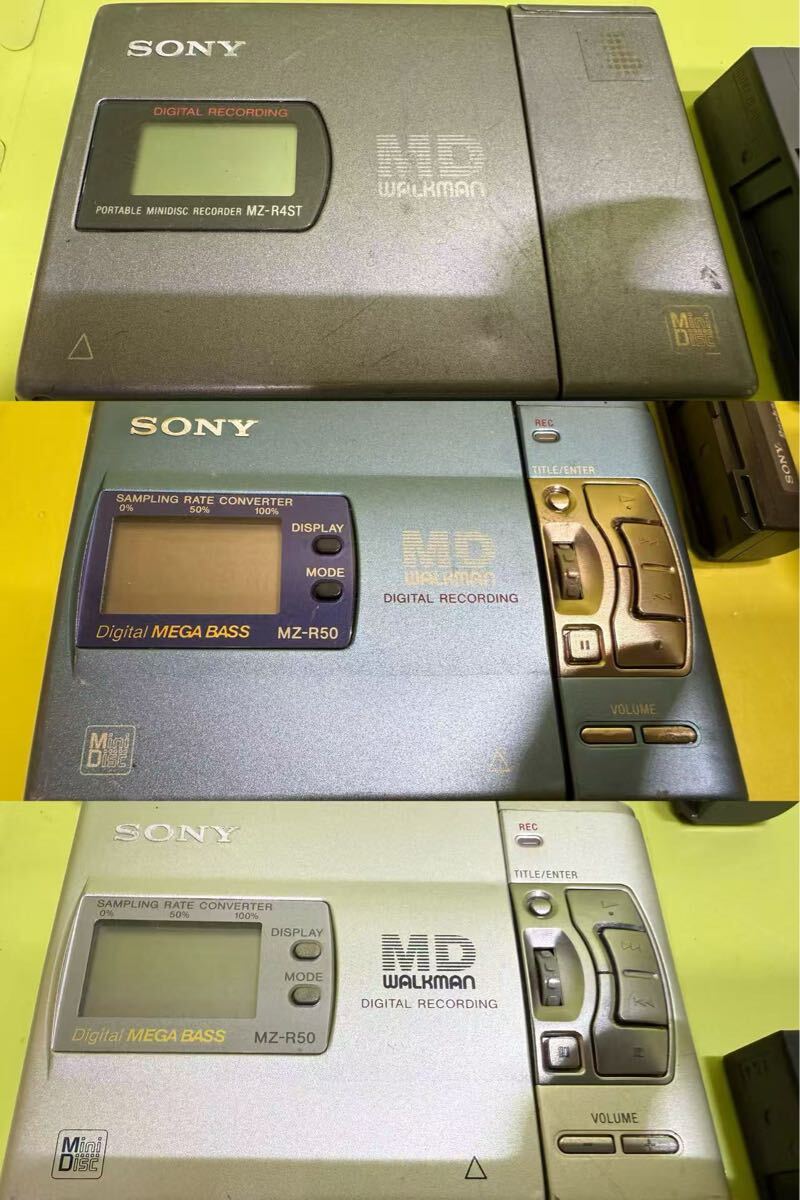 SONY
DIGITAL RECORDING
MD
WALKMAN
PORTABLE MINIDISC RECORDER MZ-R4ST
Mini
Disc
SONY
REC
TITLE/ENTER
SAMPLING RATE CONVERTER
0% 50% 100%
DISPLAY
MODE
MD
WALKMAN
DIGITAL RECORDING
Digital MEGA BASS MZ-R50
VOLUME
Mini
Disc
SONY
SONY
REC
TITLE/ENTER
SAMPLING RATE CONVERTER
0% 50% 100%
DISPLAY
MODE
MD
WALKMAN
DIGITAL RECORDING
Digital MEGA BASS MZ-R50
VOLUME
- +
Mini
Disc